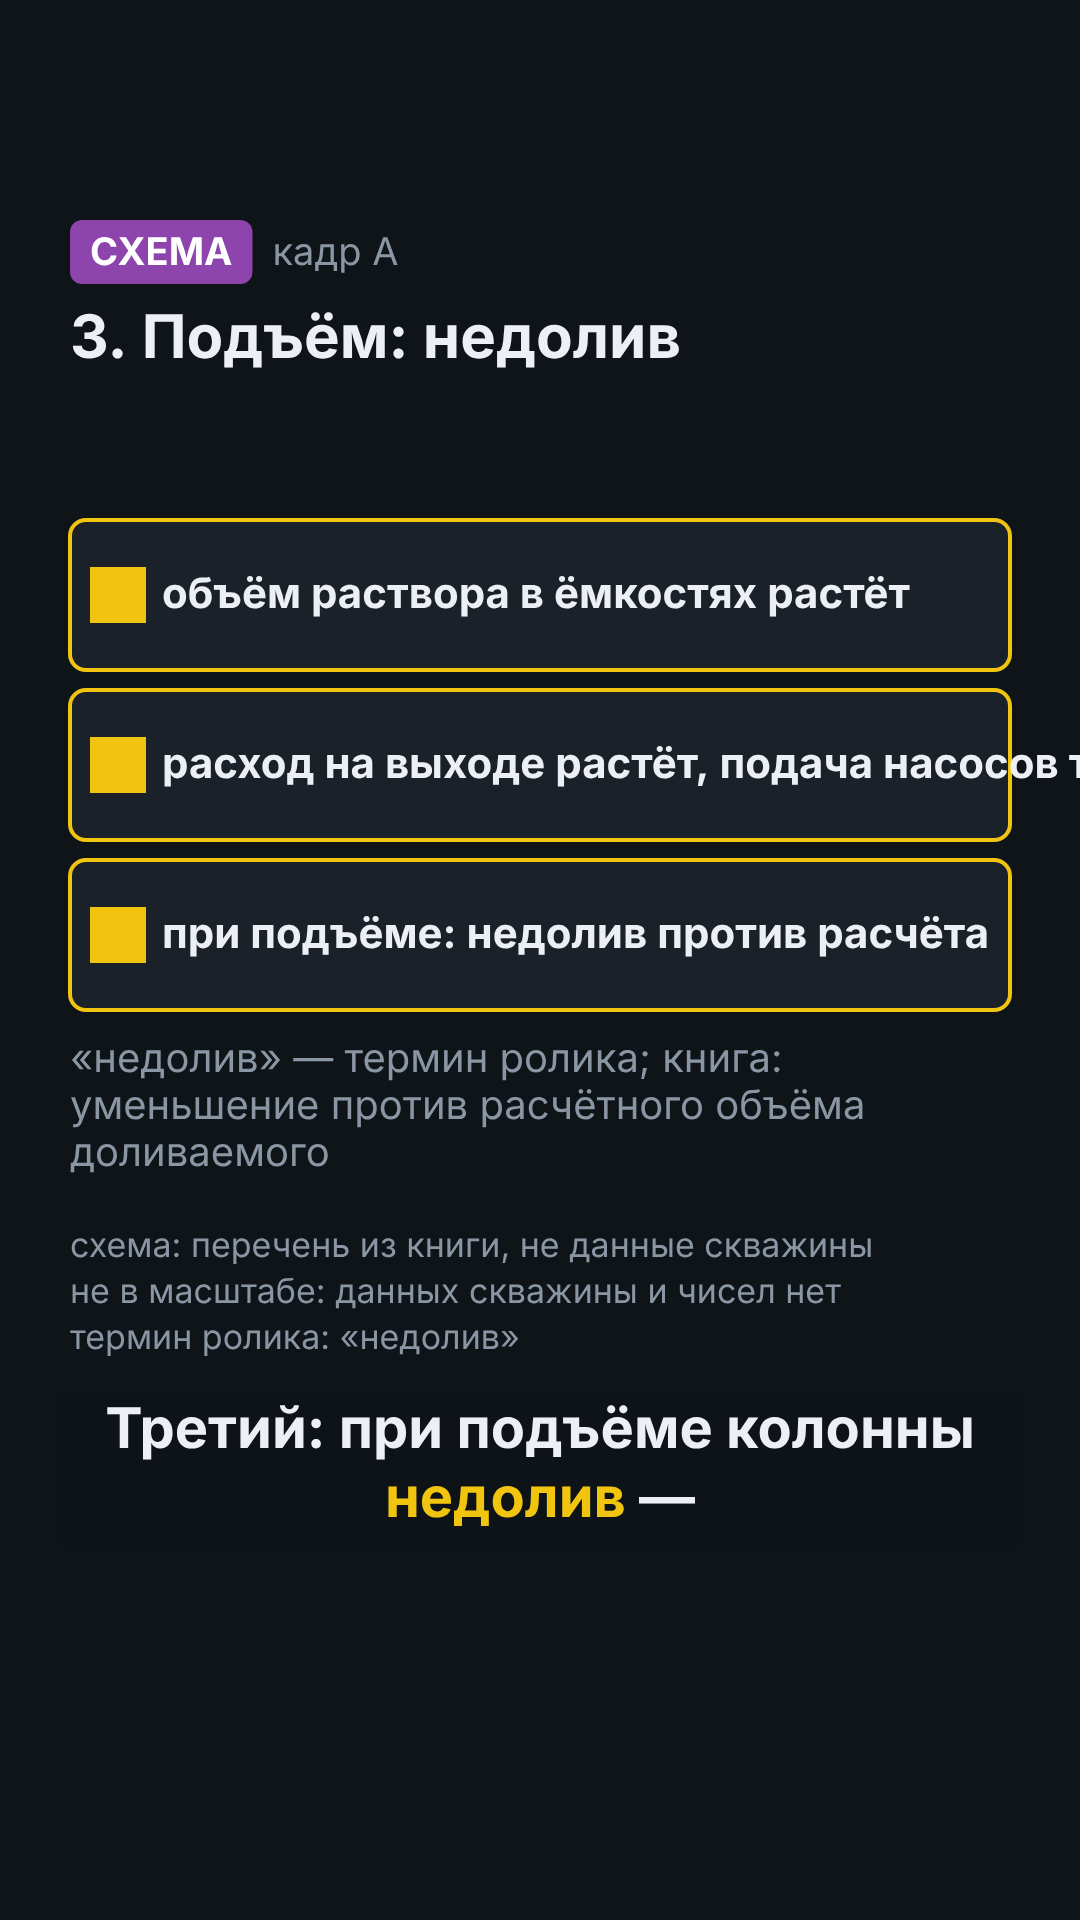 СХЕМА кадр А
3. Подъём: недолив
объём раствора в ёмкостях растёт
расход на выходе растёт, подача насосов
при подъёме: недолив против расчёта
«недолив» — термин ролика; книга:
уменьшение против расчётного объёма
доливаемого
схема: перечень из книги, не данные скважины
не в масштабе: данных скважины и чисел нет
термин ролика: «недолив»
Третий: при подъёме колонны
недолив —